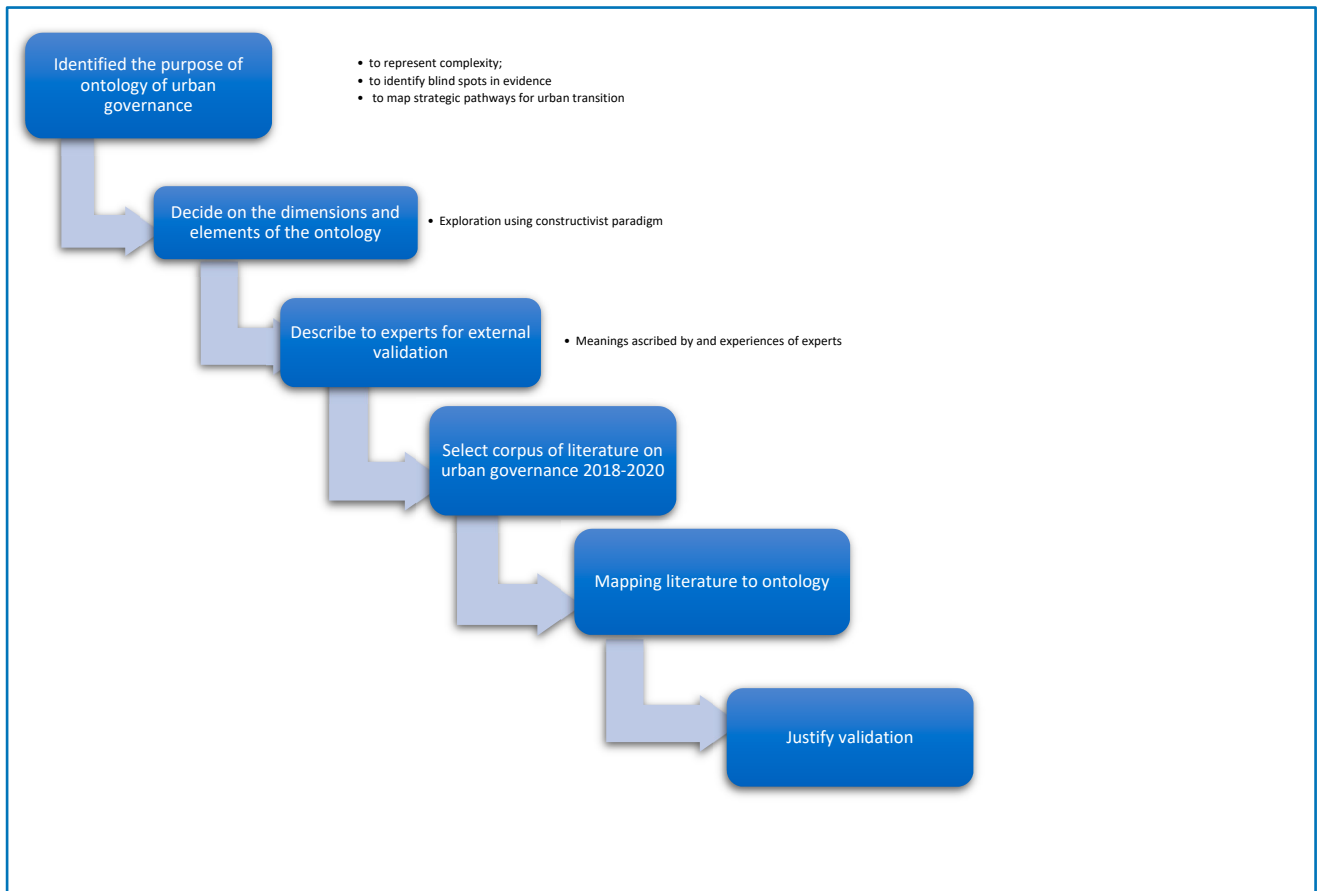 Identified the purpose of
ontology of urban
governance
• to represent complexity;
• to identify blind spots in evidence
• to map strategic pathways for urban transition
Decide on the dimensions and
elements of the ontology
• Exploration using constructivist paradigm
Describe to experts for external
validation
• Meanings ascribed by and experiences of experts
Select corpus of literature on
urban governance 2018-2020
Mapping literature to ontology
Justify validation